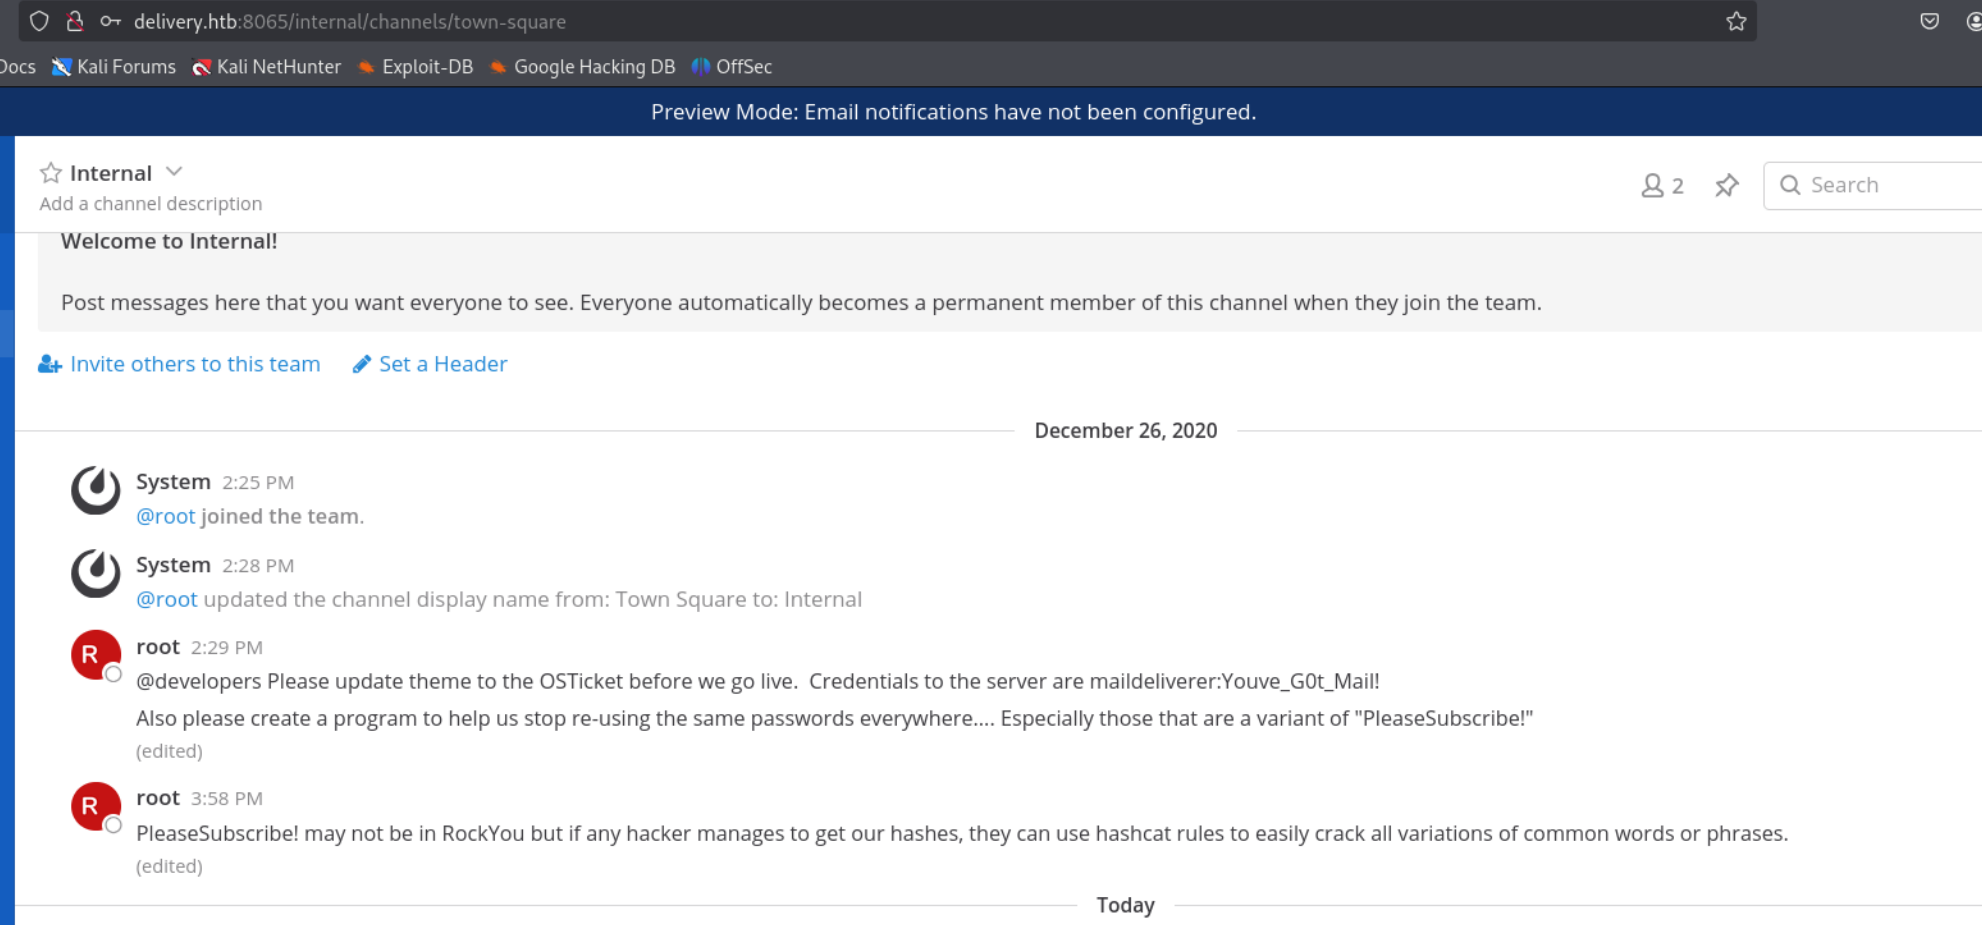 delivery.htb:8065/internal/channels/town-square
Docs Kali Forums Kali NetHunter Exploit-DB Google Hacking DB OffSec
Preview Mode: Email notifications have not been configured.
Internal
2
Search
Add a channel description
Welcome to Internal!
Post messages here that you want everyone to see. Everyone automatically becomes a permanent member of this channel when they join the team.
Invite others to this team Set a Header
December 26, 2020
System 2:25 PM
@root joined the team.
System 2:28 PM
@root updated the channel display name from: Town Square to: Internal
R root 2:29 PM
@developers Please update theme to the OSTicket before we go live. Credentials to the server are maildeliverer:Youve_G0t_Mail!
Also please create a program to help us stop re-using the same passwords everywhere.... Especially those that are a variant of "PleaseSubscribe!"
(edited)
R root 3:58 PM
PleaseSubscribe! may not be in RockYou but if any hacker manages to get our hashes, they can use hashcat rules to easily crack all variations of common words or phrases.
(edited)
Today